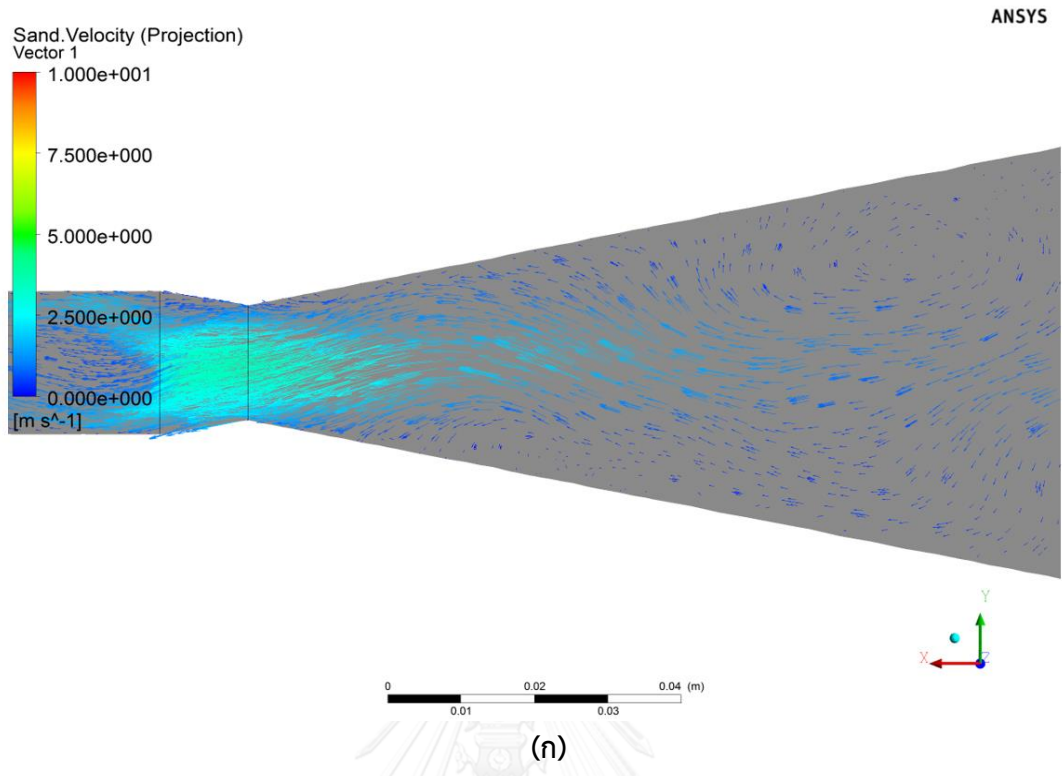 ANSYS
Sand.Velocity (Projection)
Vector 1
1.000e+001
7.500e+000
5.000e+000
2.500e+000
0.000e+000
[m s^-1]
Y
X
Z
0 0.02 0.04 (m)
0.01 0.03
(ก)